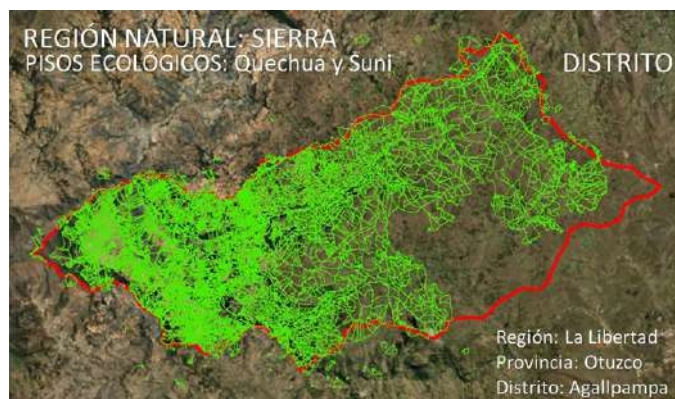 REGIÓN NATURAL: SIERRA
PISOS ECOLÓGICOS: Quechua y Suni
DISTRITO
Región: La Libertad
Provincia: Otuzco
Distrito: Agallpampa